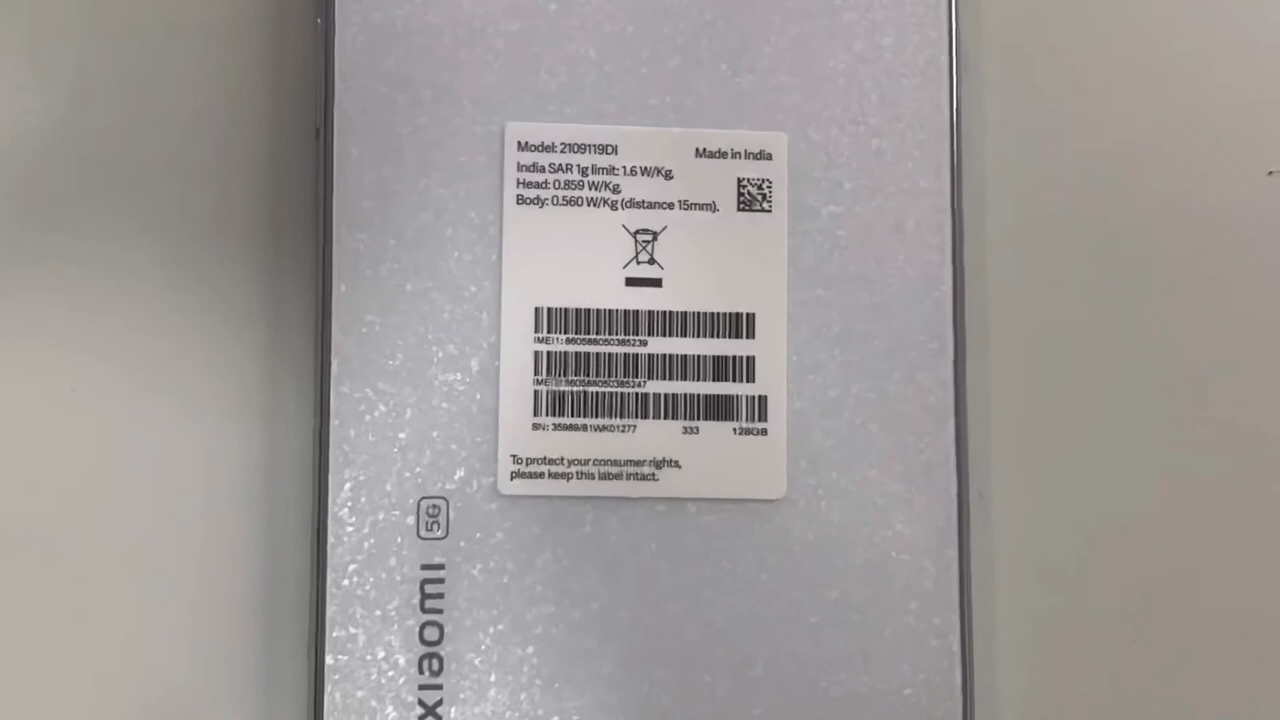 Model: 2109119DI
Made in India
India SAR 1g limit: 1.6 W/Kg,
Head: 0.859 W/Kg,
Body: 0.560 W/Kg (distance 15mm).
IMEI1: 860588050385239
860588050385247
SN: 35989/81WK01277 333 128GB
To protect your consumer rights,
please keep this label intact.
xiaomi 5G